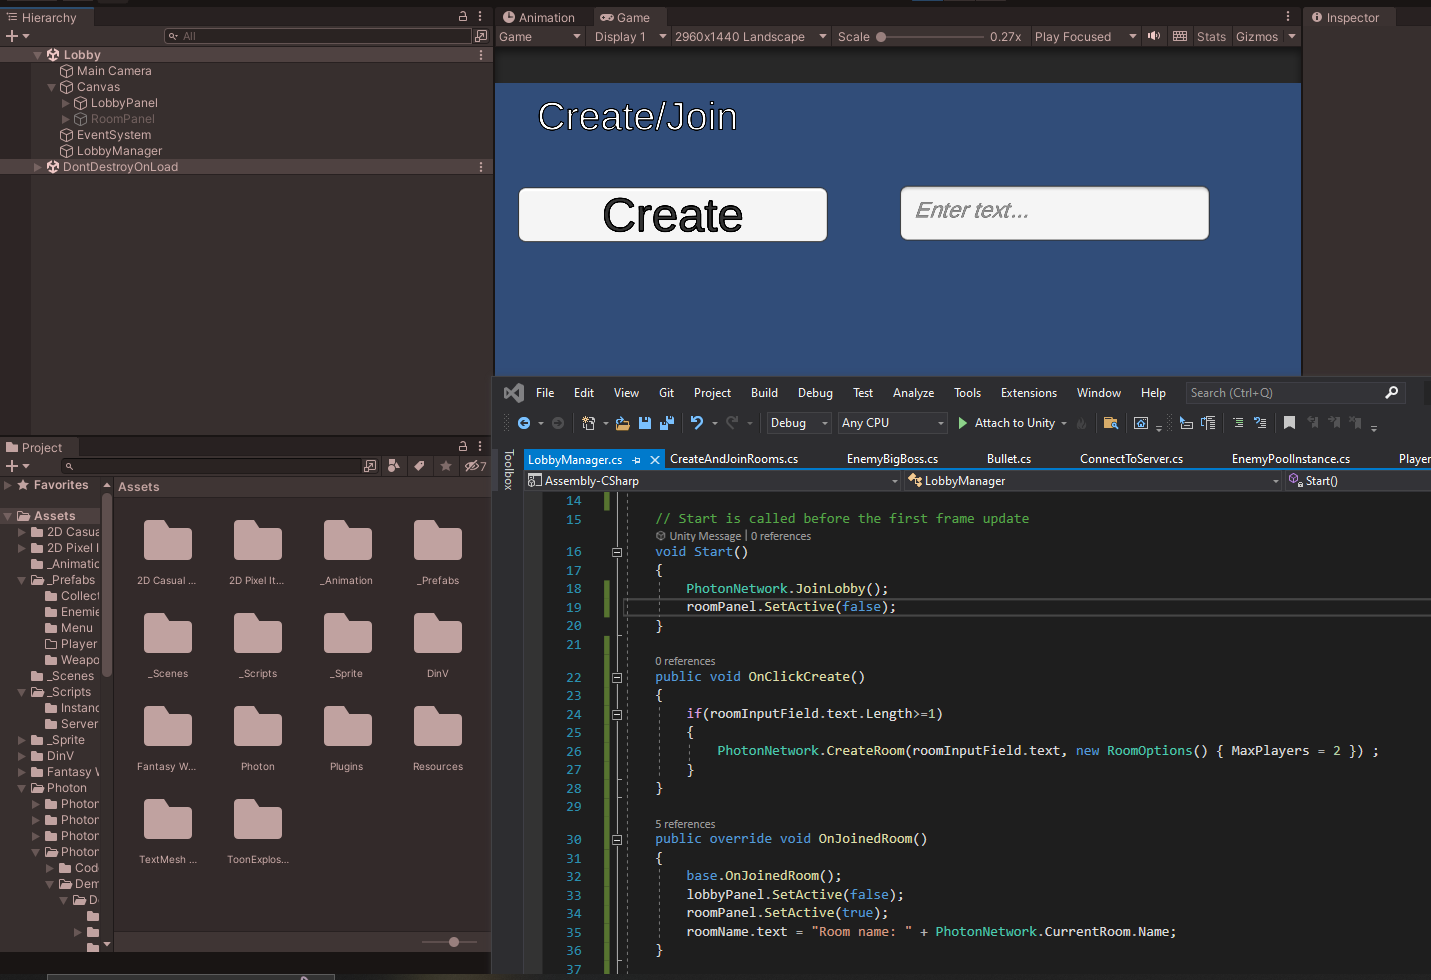 Hierarchy
All
Lobby
Main Camera
Canvas
LobbyPanel
RoomPanel
EventSystem
LobbyManager
DontDestroyOnLoad
Animation
Game
Inspector
Game
Display 1
2960x1440 Landscape
Scale
0.27x
Play Focused
Stats
Gizmos
Create/Join
Create
Enter text...
Project
7
Favorites
Assets
2D Casua
2D Pixel I
_Animatio
_Prefabs
Collect
Enemie
Menu
Player
Weapo
_Scenes
_Scripts
Instanc
Server
_Sprite
DinV
Fantasy W
Photon
Photon
Photon
Photon
Photon
Cod
Dem
D
Assets
2D Casual ...
2D Pixel It...
_Animation
_Prefabs
_Scenes
_Scripts
_Sprite
DinV
Fantasy W...
Photon
Plugins
Resources
TextMesh ...
ToonExplos...
File Edit View Git Project Build Debug Test Analyze Tools Extensions Window Help
Search (Ctrl+Q)
Debug
Any CPU
Attach to Unity
Toolbox
LobbyManager.cs
CreateAndJoinRooms.cs
EnemyBigBoss.cs
Bullet.cs
ConnectToServer.cs
EnemyPoolInstance.cs
Player
Assembly-CSharp
LobbyManager
Start()
14
15 // Start is called before the first frame update
Unity Message | 0 references
16 void Start()
17 {
18 PhotonNetwork.JoinLobby();
19 roomPanel.SetActive(false);
20 }
21
0 references
22 public void OnClickCreate()
23 {
24 if(roomInputField.text.Length>=1)
25 {
26 PhotonNetwork.CreateRoom(roomInputField.text, new RoomOptions() { MaxPlayers = 2 }) ;
27 }
28 }
29
5 references
30 public override void OnJoinedRoom()
31 {
32 base.OnJoinedRoom();
33 lobbyPanel.SetActive(false);
34 roomPanel.SetActive(true);
35 roomName.text = "Room name: " + PhotonNetwork.CurrentRoom.Name;
36 }
37